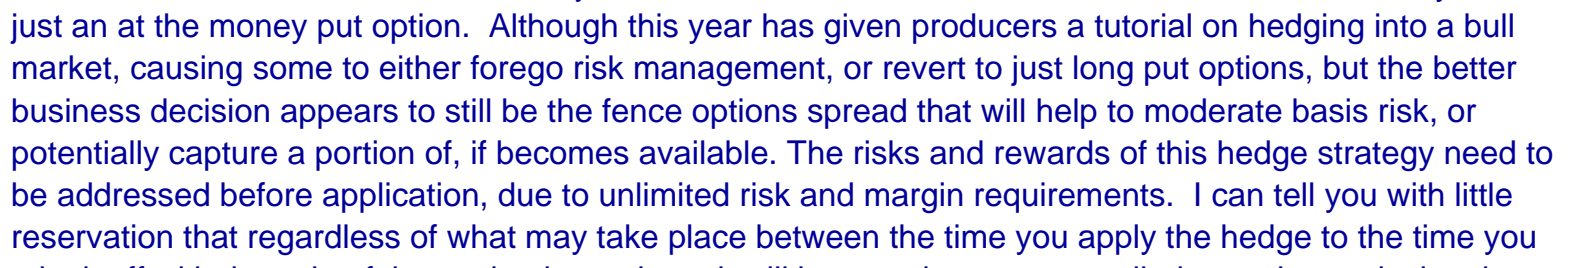 just an at the money put option.  Although this year has given producers a tutorial on hedging into a bull
market, causing some to either forego risk management, or revert to just long put options, but the better
business decision appears to still be the fence options spread that will help to moderate basis risk, or
potentially capture a portion of, if becomes available. The risks and rewards of this hedge strategy need to
be addressed before application, due to unlimited risk and margin requirements.  I can tell you with little
reservation that regardless of what may take place between the time you apply the hedge to the time you